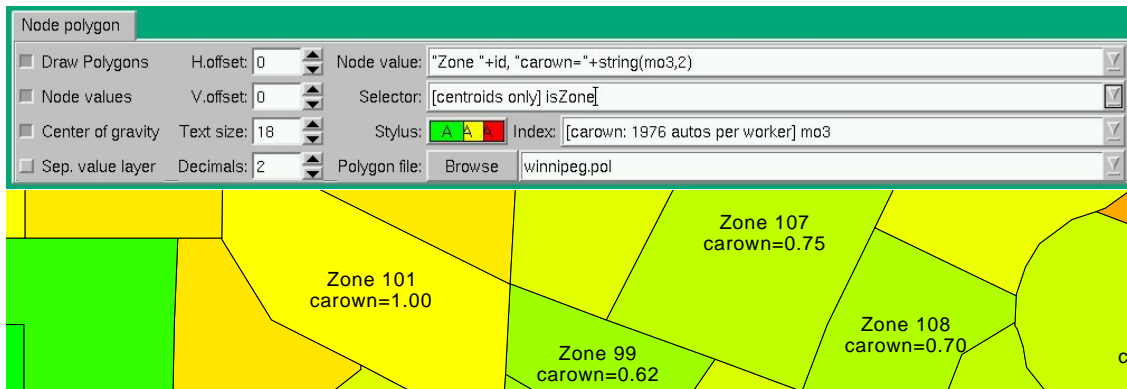 Node polygon
Draw Polygons H.offset: 0 Node value: "Zone "+id, "carown="+string(mo3,2)
Node values V.offset: 0 Selector: [centroids only] isZone
Center of gravity Text size: 18 Stylus: A A A Index: [carown: 1976 autos per worker] mo3
Sep. value layer Decimals: 2 Polygon file: Browse winnipeg.pol
Zone 107
carown=0.75
Zone 101
carown=1.00
Zone 108
carown=0.70
Zone 99
carown=0.62
c